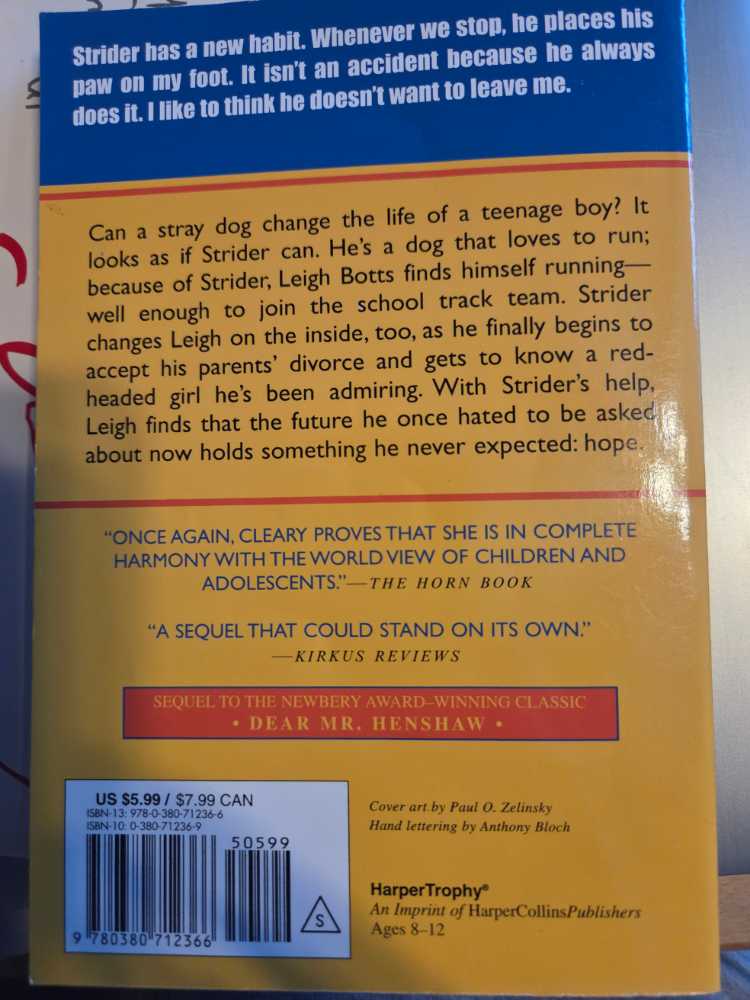 Strider has a new habit. Whenever we stop, he places his
paw on my foot. It isn't an accident because he always
does it. I like to think he doesn't want to leave me.
Can a stray dog change the life of a teenage boy? It
looks as if Strider can. He's a dog that loves to run;
because of Strider, Leigh Botts finds himself running—
well enough to join the school track team. Strider
changes Leigh on the inside, too, as he finally begins to
accept his parents' divorce and gets to know a red-
headed girl he's been admiring. With Strider's help,
Leigh finds that the future he once hated to be asked
about now holds something he never expected: hope.
"ONCE AGAIN, CLEARY PROVES THAT SHE IS IN COMPLETE
HARMONY WITH THE WORLD VIEW OF CHILDREN AND
ADOLESCENTS."—THE HORN BOOK
"A SEQUEL THAT COULD STAND ON ITS OWN."
—KIRKUS REVIEWS
SEQUEL TO THE NEWBERY AWARD–WINNING CLASSIC
• DEAR MR. HENSHAW •
US $5.99 / $7.99 CAN
ISBN-13: 978-0-380-71236-6
ISBN-10: 0-380-71236-9
50599
9 780380 712366
S
Cover art by Paul O. Zelinsky
Hand lettering by Anthony Bloch
HarperTrophy®
An Imprint of HarperCollinsPublishers
Ages 8–12